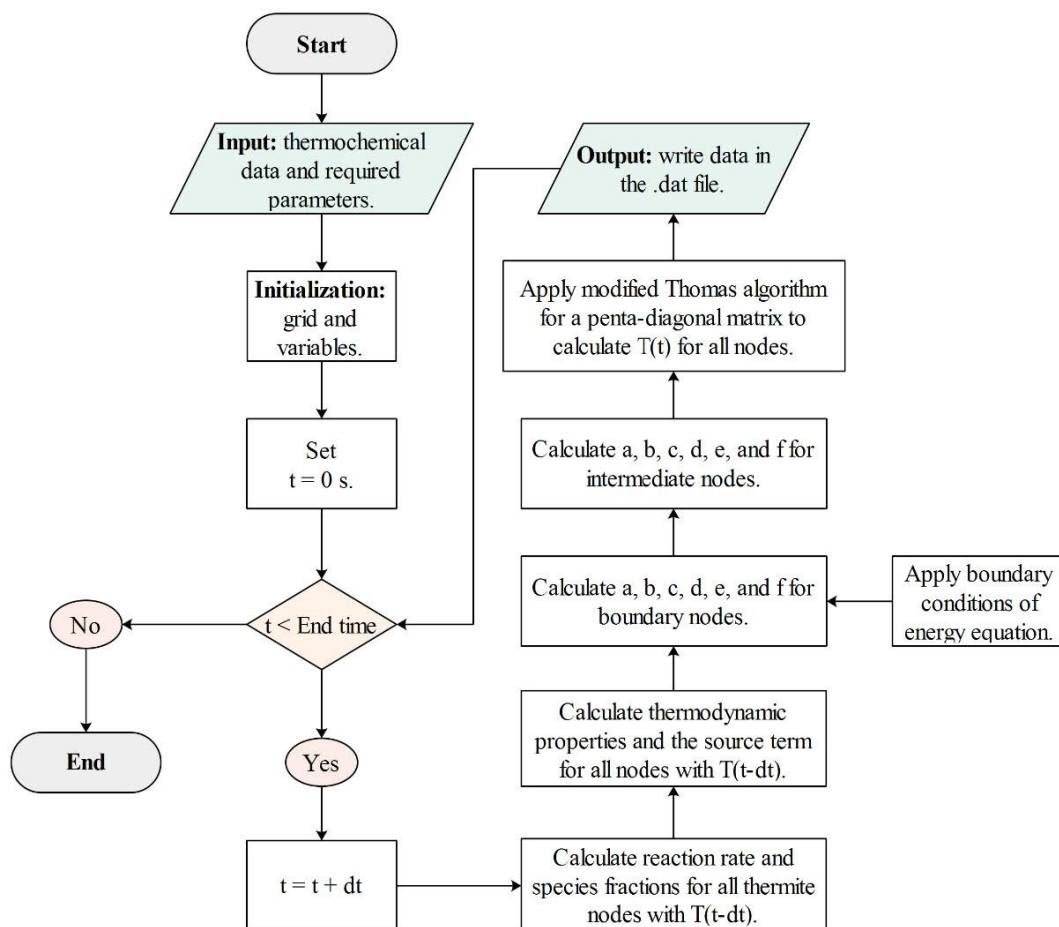 Start
Input: thermochemical
data and required
parameters.
Initialization:
grid and
variables.
Set
t = 0 s.
t < End time
No
End
Yes
t = t + dt
Calculate reaction rate and
species fractions for all thermite
nodes with T(t-dt).
Calculate thermodynamic
properties and the source term
for all nodes with T(t-dt).
Calculate a, b, c, d, e, and f for
boundary nodes.
Apply boundary
conditions of
energy equation.
Calculate a, b, c, d, e, and f for
intermediate nodes.
Apply modified Thomas algorithm
for a penta-diagonal matrix to
calculate T(t) for all nodes.
Output: write data in
the .dat file.